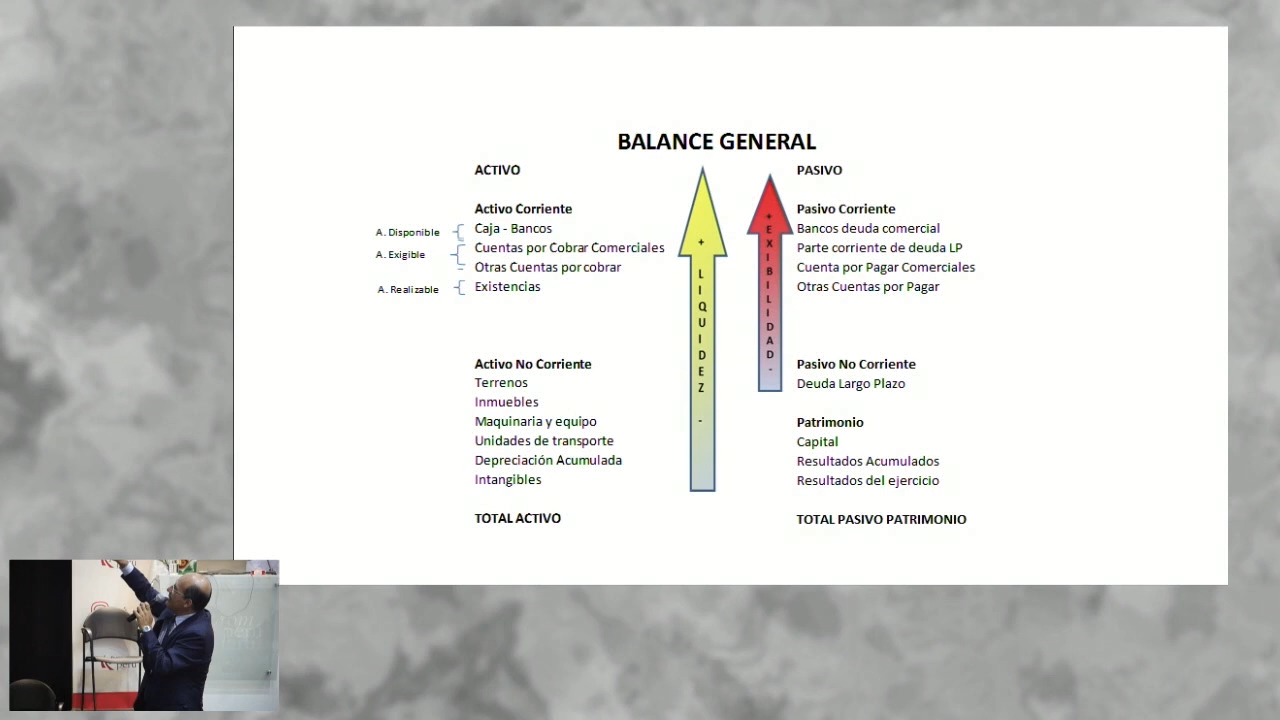 BALANCE GENERAL
ACTIVO
PASIVO
Activo Corriente
Pasivo Corriente
A. Disponible
Caja - Bancos
Bancos deuda comercial
A. Exigible
Cuentas por Cobrar Comerciales
Parte corriente de deuda LP
Otras Cuentas por cobrar
Cuenta por Pagar Comerciales
A. Realizable
Existencias
Otras Cuentas por Pagar
+ LIQUIDEZ -
+ EXIBILIDAD -
Activo No Corriente
Pasivo No Corriente
Terrenos
Deuda Largo Plazo
Inmuebles
Maquinaria y equipo
Patrimonio
Unidades de transporte
Capital
Depreciación Acumulada
Resultados Acumulados
Intangibles
Resultados del ejercicio
TOTAL ACTIVO
TOTAL PASIVO PATRIMONIO